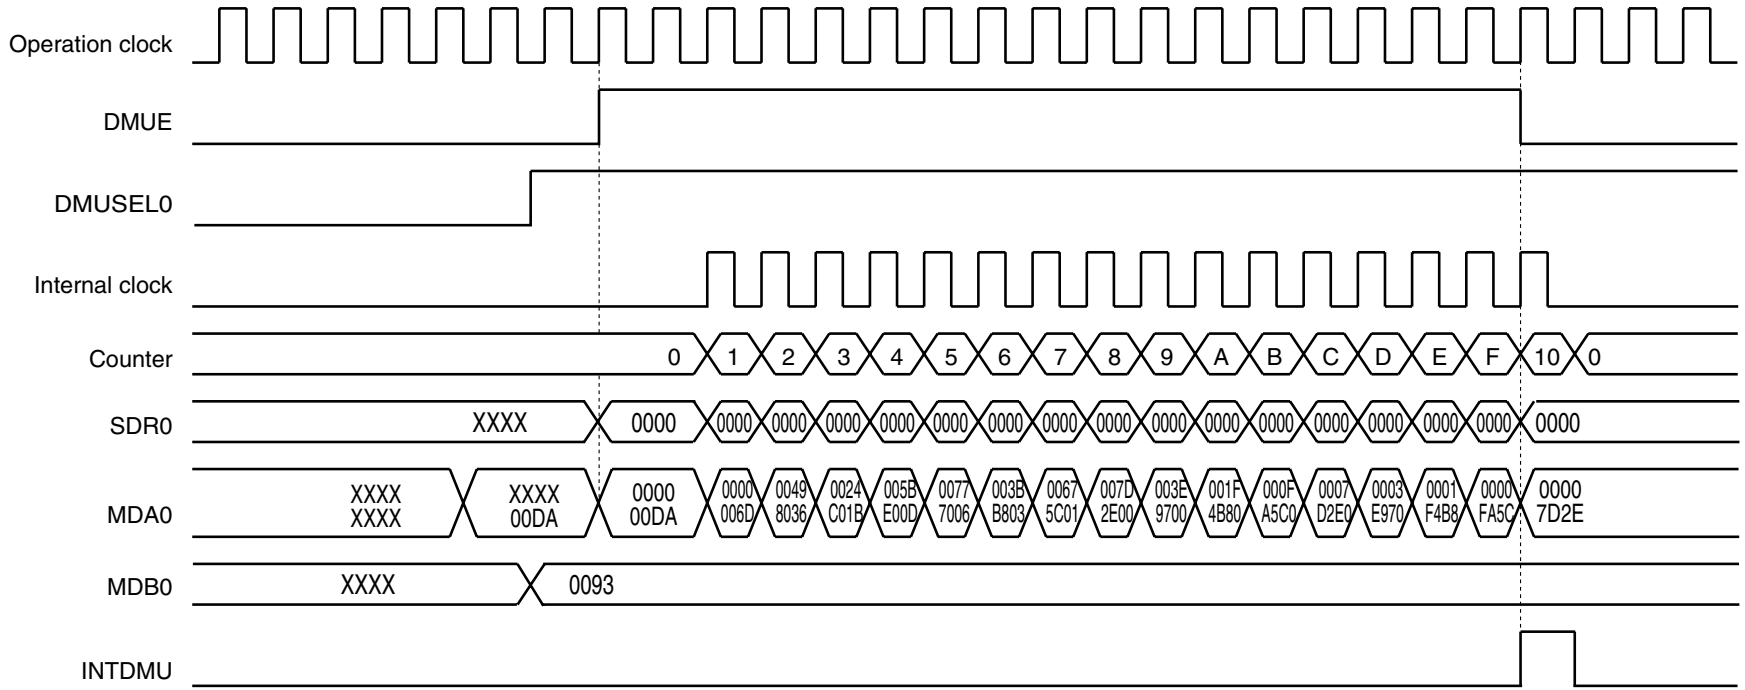 Operation clock
DMUE
DMUSEL0
Internal clock
Counter 0 1 2 3 4 5 6 7 8 9 A B C D E F 10 0
SDR0 XXXX 0000 0000 0000 0000 0000 0000 0000 0000 0000 0000 0000 0000 0000 0000 0000 0000 0000
XXXX XXXX 0000 0000 0049 0024 005B 0077 003B 0067 007D 003E 001F 000F 0007 0003 0001 0000 0000
MDA0
XXXX 00DA 00DA 006D 8036 C01B E00D 7006 B803 5C01 2E00 9700 4B80 A5C0 D2E0 E970 F4B8 FA5C 7D2E
MDB0 XXXX 0093
INTDMU